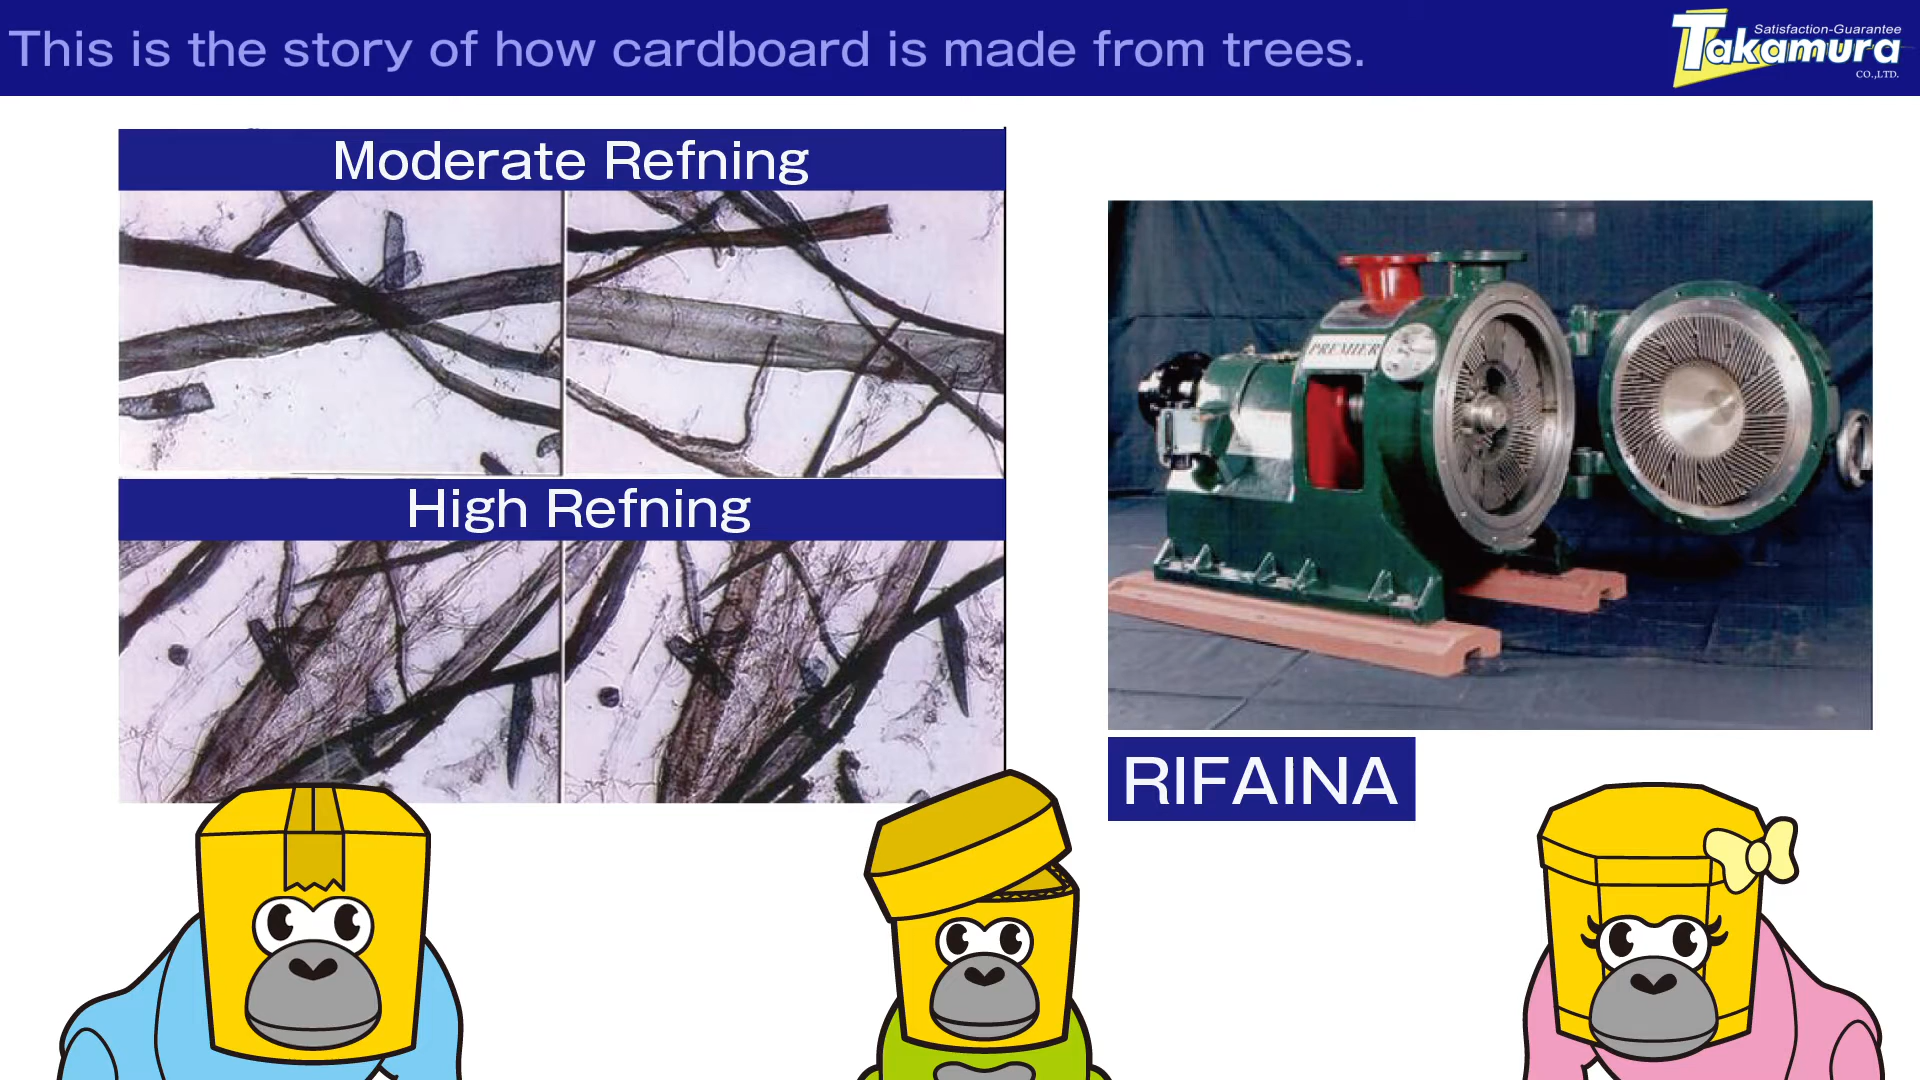 This is the story of how cardboard is made from trees.
Satisfaction-Guarantee
Takamura
CO.,LTD.
Moderate Refning
PREMIER
High Refning
RIFAINA